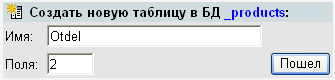 Создать новую таблицу в БД _products:
Имя: Otdel
Поля: 2 Пошел